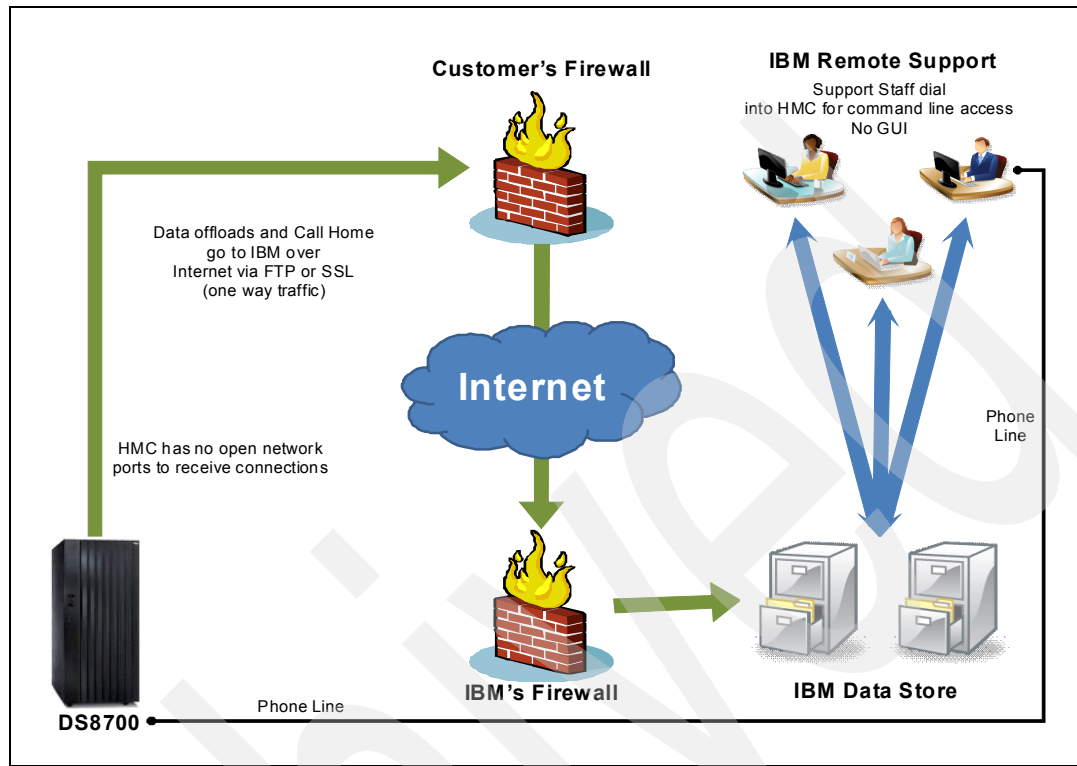 Customer's Firewall
IBM Remote Support
Support Staff dial
into HMC for command line access
No GUI
Data offloads and Call Home
go to IBM over
Internet via FTP or SSL
(one way traffic)
Internet
Phone
Line
HMC has no open network
ports to receive connections
IBM's Firewall
IBM Data Store
Phone Line
DS8700